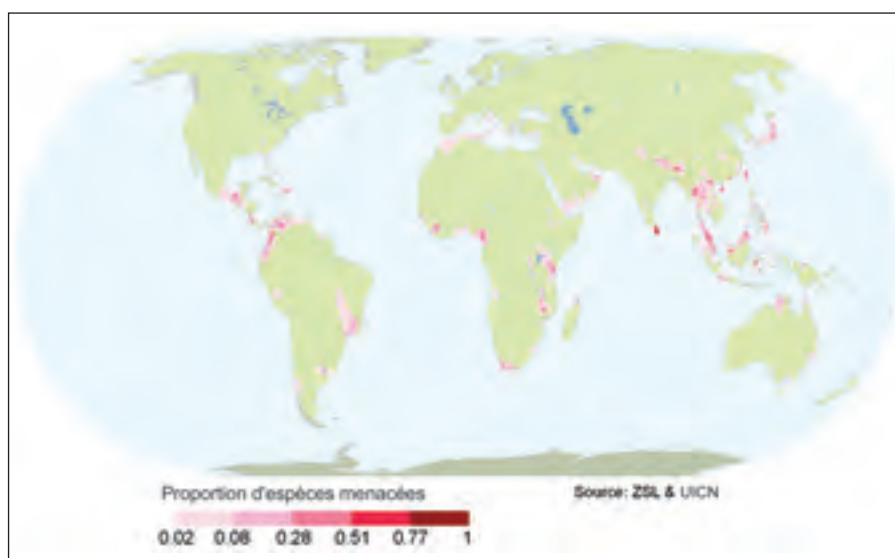 Proportion d'espèces menacées
Source: ZSL & UICN
0.02 0.08 0.28 0.51 0.77 1